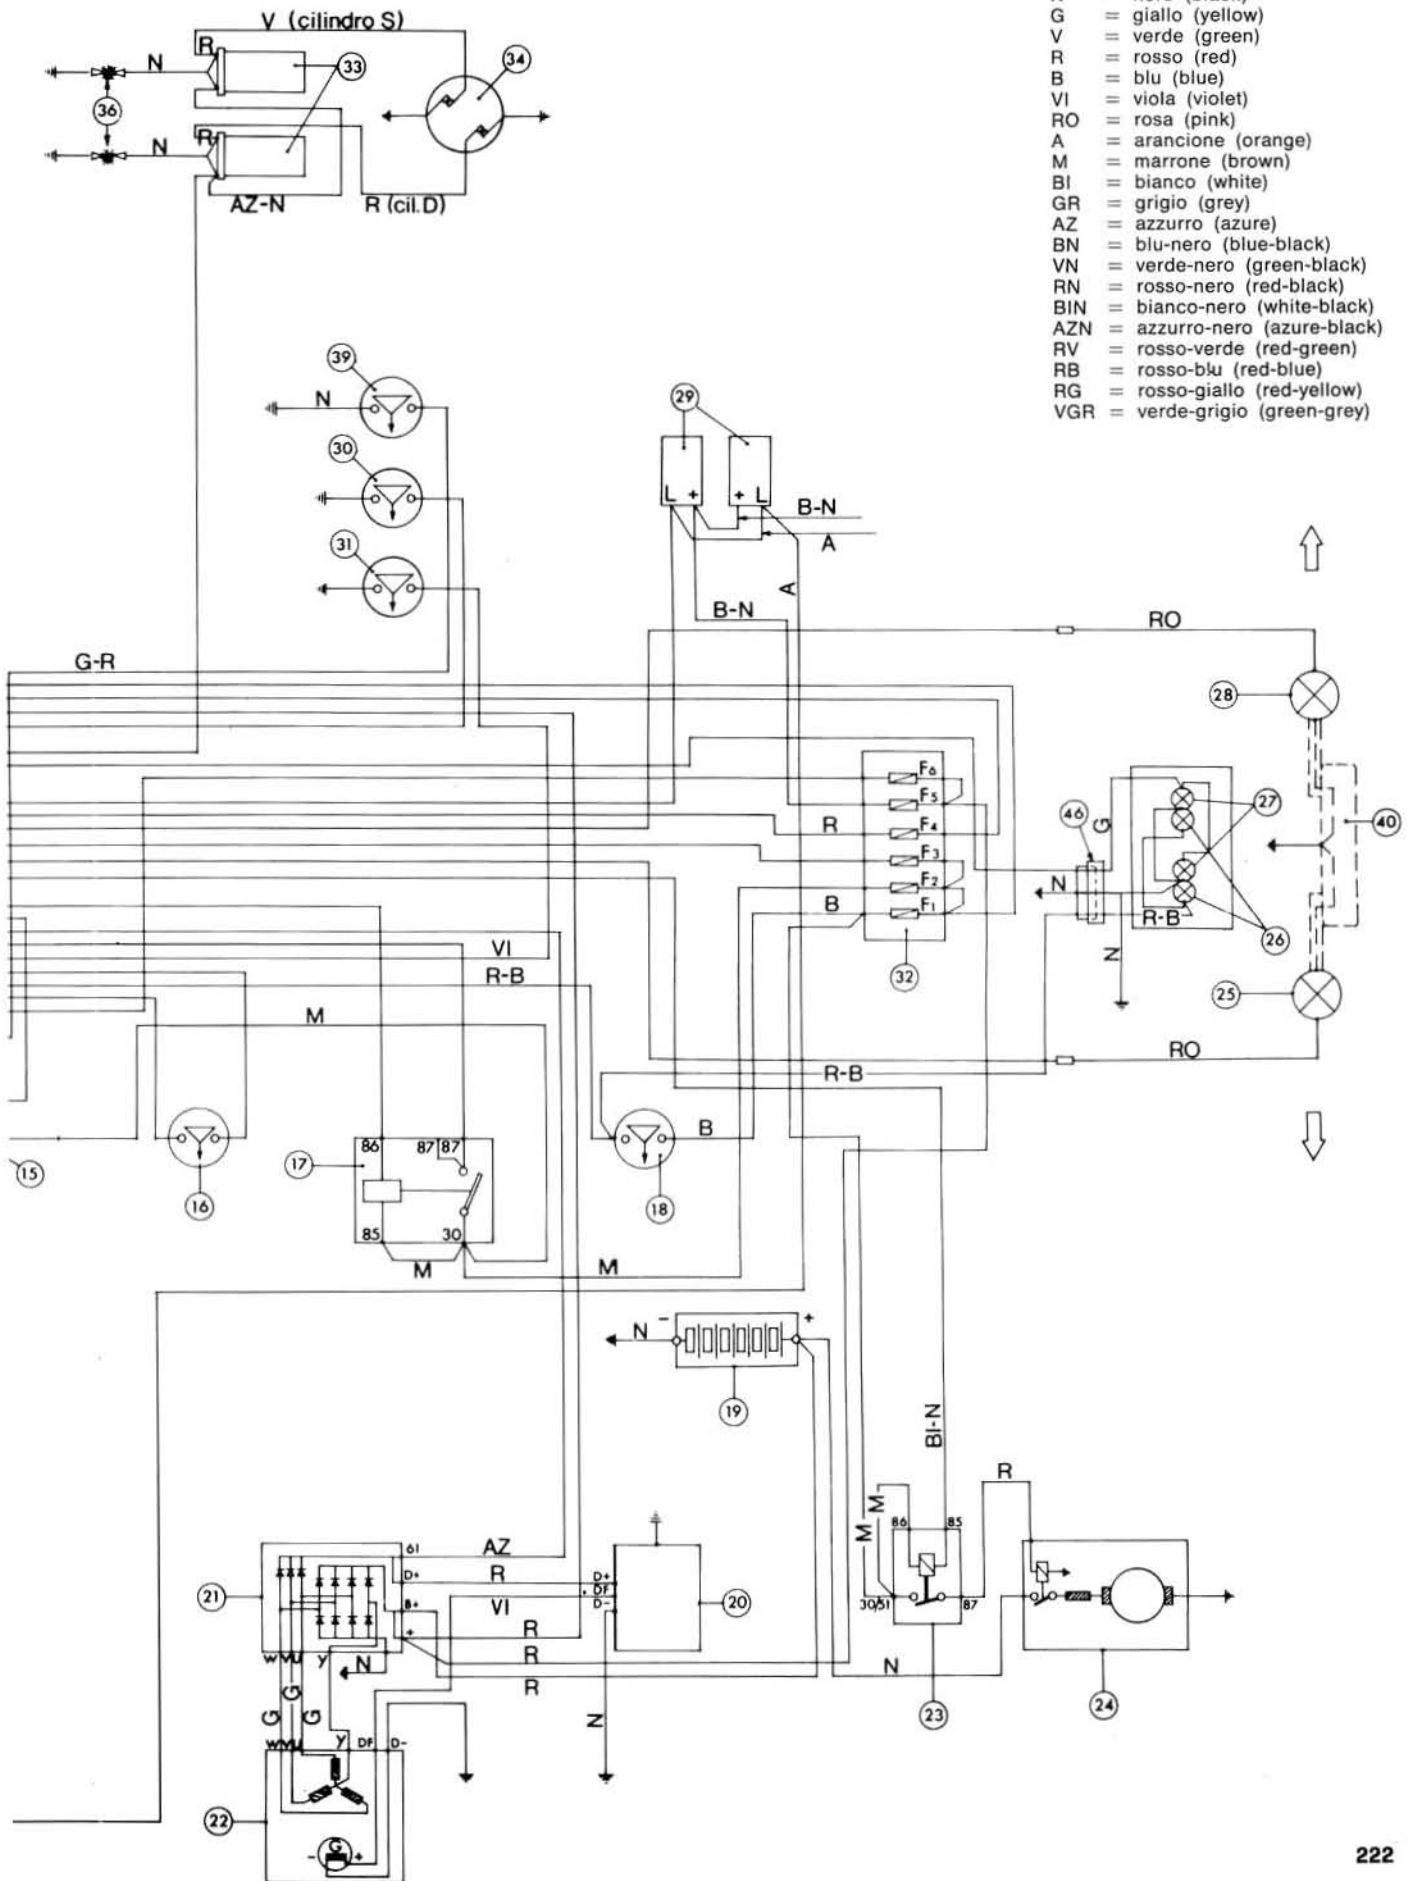 G = giallo (yellow)
V = verde (green)
R = rosso (red)
B = blu (blue)
VI = viola (violet)
RO = rosa (pink)
A = arancione (orange)
M = marrone (brown)
BI = bianco (white)
GR = grigio (grey)
AZ = azzurro (azure)
BN = blu-nero (blue-black)
VN = verde-nero (green-black)
RN = rosso-nero (red-black)
BIN = bianco-nero (white-black)
AZN = azzurro-nero (azure-black)
RV = rosso-verde (red-green)
RB = rosso-blu (red-blue)
RG = rosso-giallo (red-yellow)
VGR = verde-grigio (green-grey)
V (cilindro S)
R
N
33
34
36
R
N
AZ-N
R (cil.D)
39
N
30
31
29
L + + L
B-N
A
A
B-N
RO
G-R
28
F6
F5
R
F4
F3
F2
B
F1
32
46
G
27
40
N
R-B
26
N
25
VI
R-B
M
RO
R-B
B
15
16
17
86
87 87
85
30
M
M
18
N
-
+
19
BI-N
R
M
M
86
85
30/51
87
23
24
21
61
AZ
D+
R
D+
DF
D-
20
B+
VI
+
R
R
R
N
W V U
y
N
G
G
G
N
W V U
y
DF
D-
22
G
-
+
222